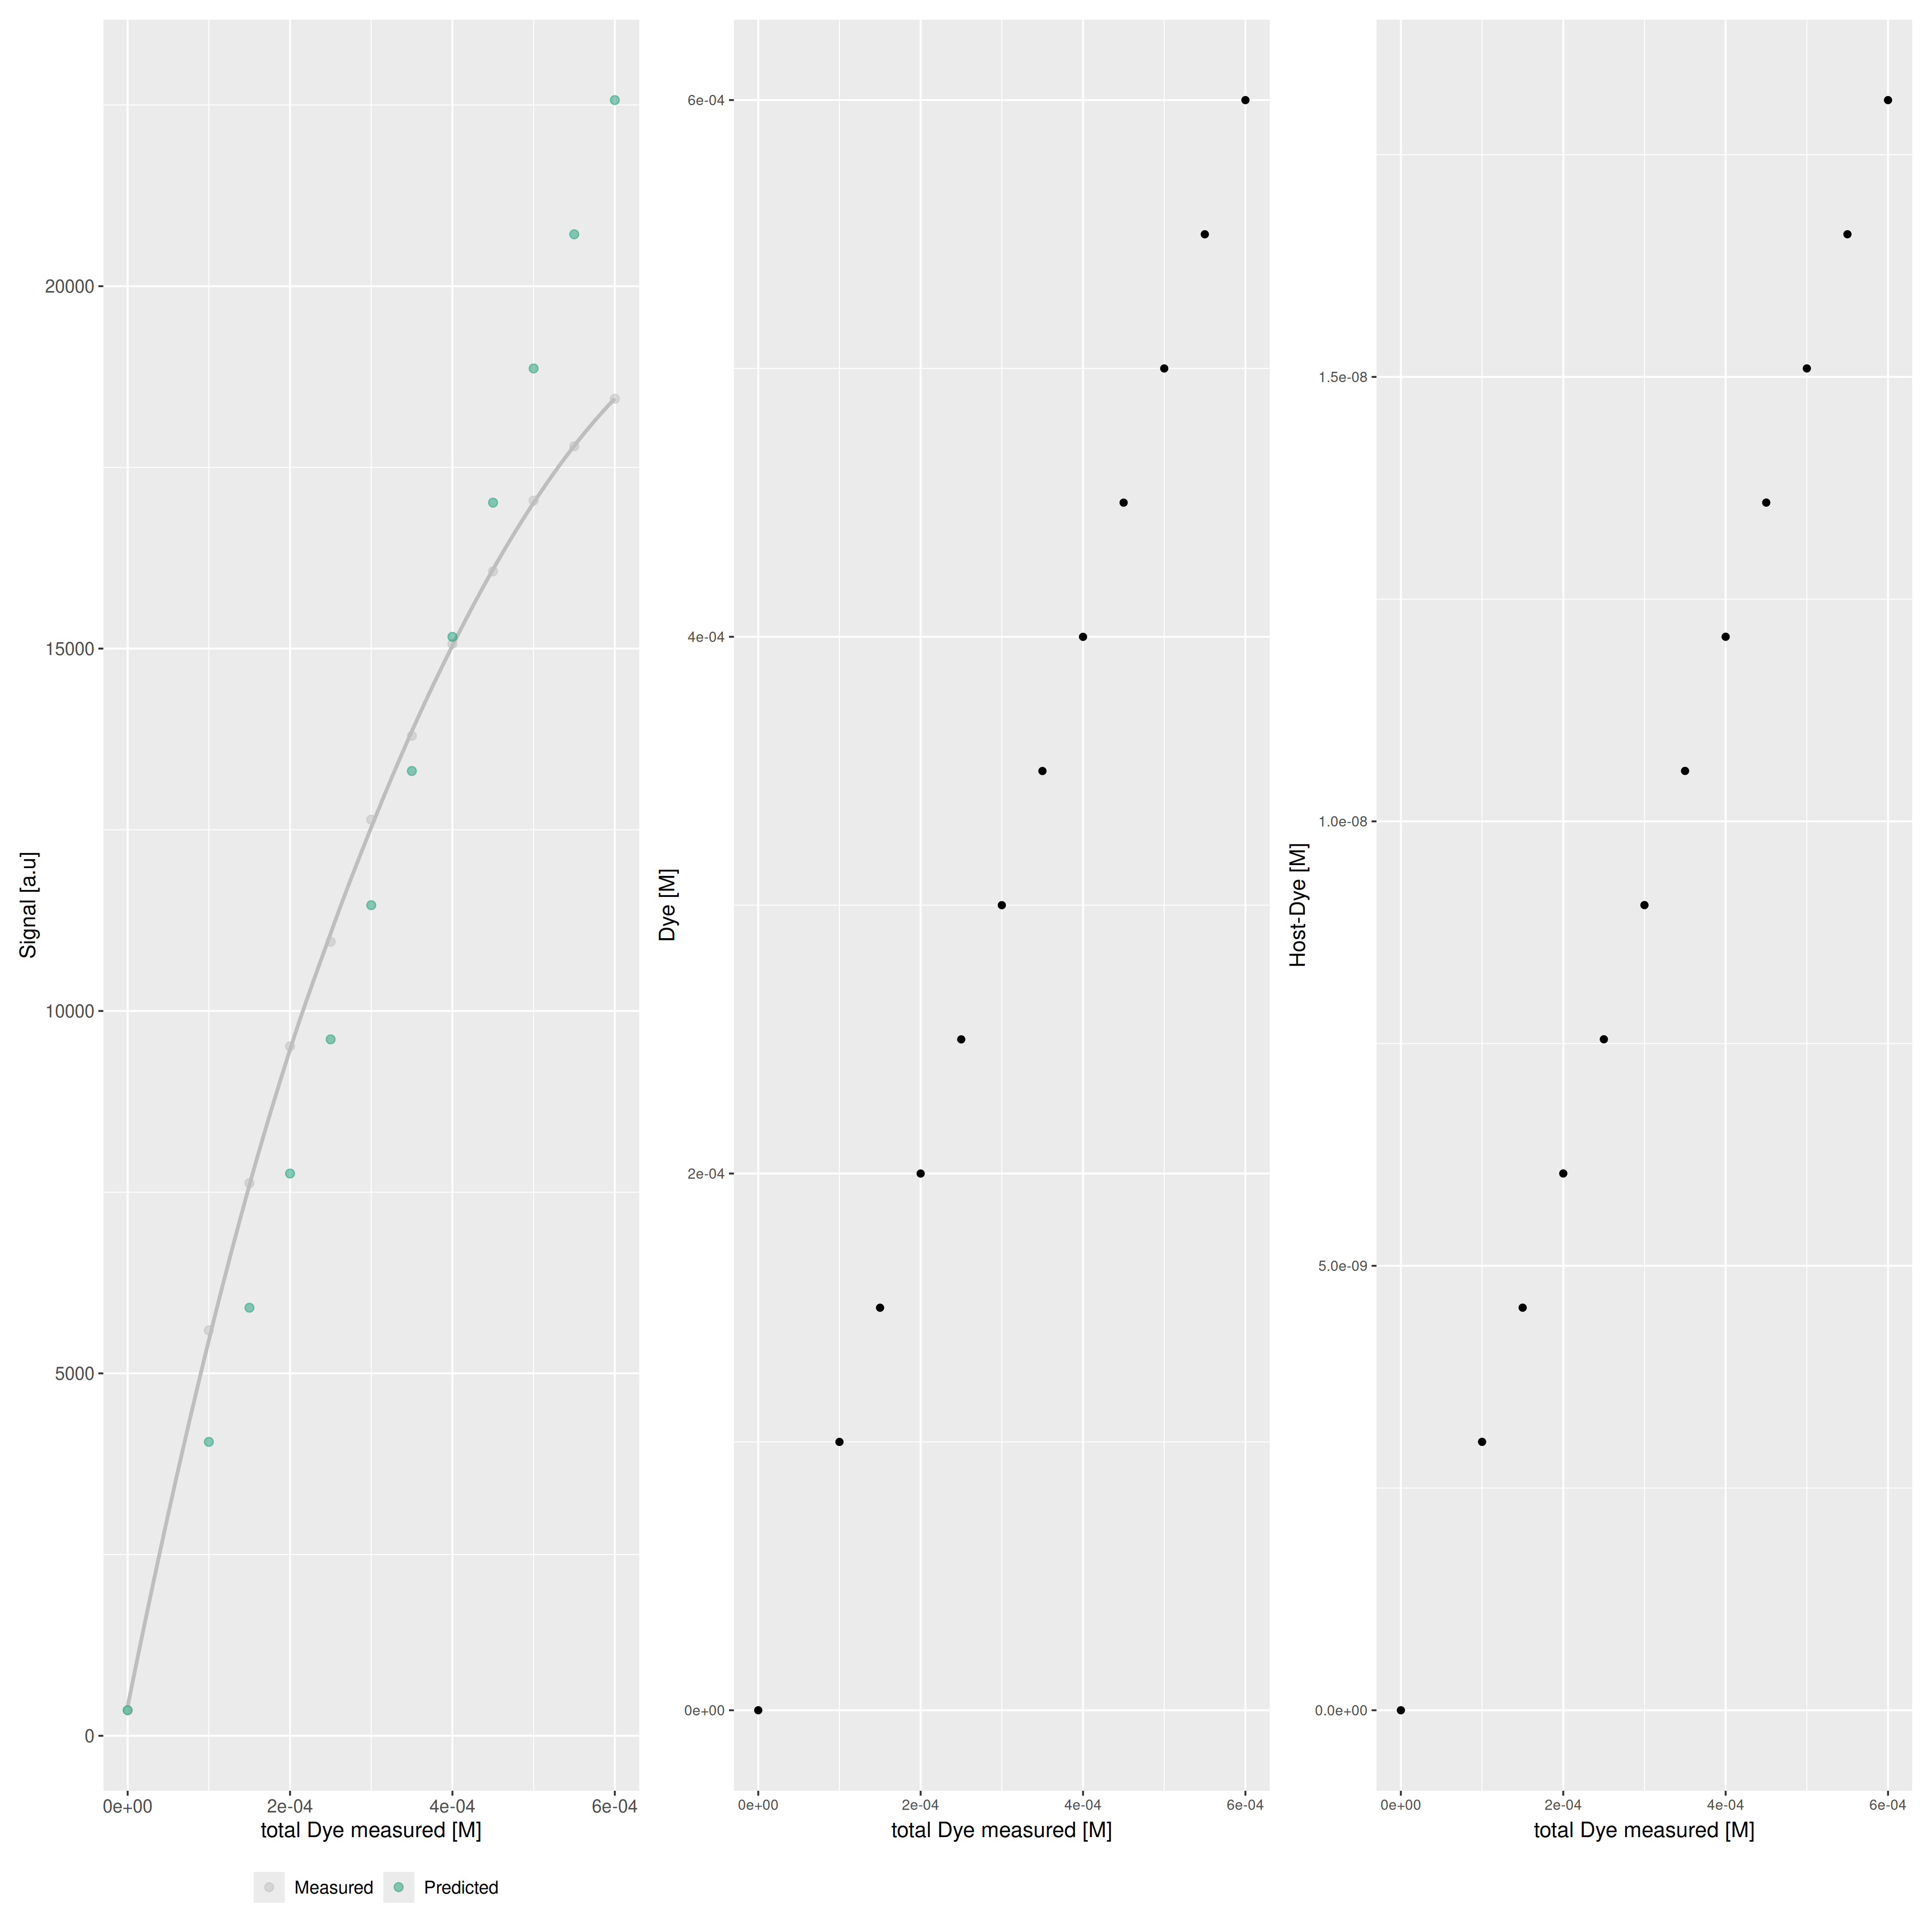 Signal [a.u]
20000
15000
10000
5000
0
0e+00 2e-04 4e-04 6e-04
total Dye measured [M]
Measured Predicted
Dye [M]
6e-04
4e-04
2e-04
0e+00
0e+00 2e-04 4e-04 6e-04
total Dye measured [M]
Host-Dye [M]
1.5e-08
1.0e-08
5.0e-09
0.0e+00
0e+00 2e-04 4e-04 6e-04
total Dye measured [M]